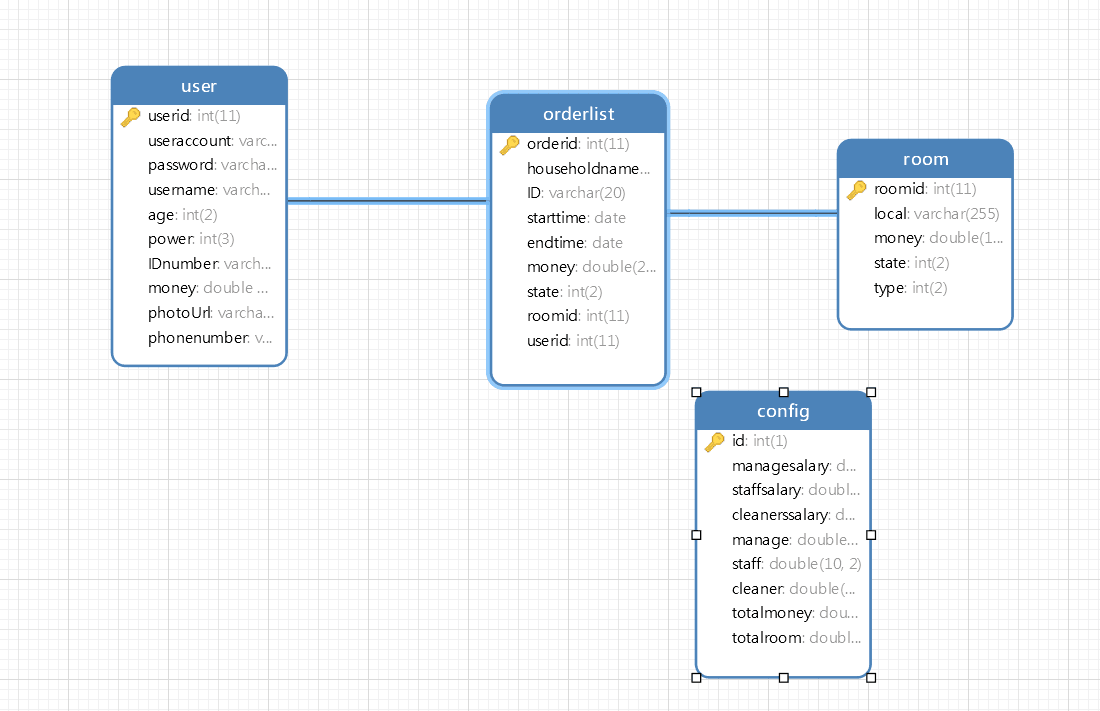 user
userid: int(11)
useraccount: varc...
password: varcha...
username: varch...
age: int(2)
power: int(3)
IDnumber: varch...
money: double ...
photoUrl: varcha...
phonenumber: v...
orderlist
orderid: int(11)
householdname...
ID: varchar(20)
starttime: date
endtime: date
money: double(2...
state: int(2)
roomid: int(11)
userid: int(11)
room
roomid: int(11)
local: varchar(255)
money: double(1...
state: int(2)
type: int(2)
config
id: int(1)
managesalary: d...
staffsalary: doubl...
cleanerssalary: d...
manage: double...
staff: double(10, 2)
cleaner: double(...
totalmoney: dou...
totalroom: doubl...